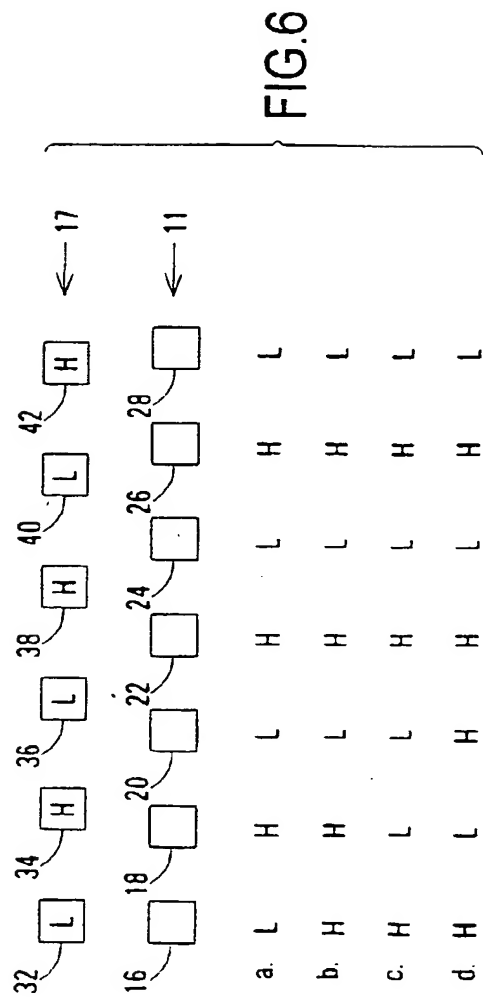 32 34 36 38 40 42
L H L H L H ← 17
16 18 20 22 24 26 28
← 11
a. L H L H L H L
b. H H L H L H L
c. H L L H L H L
d. H L H H L H L
FIG.6